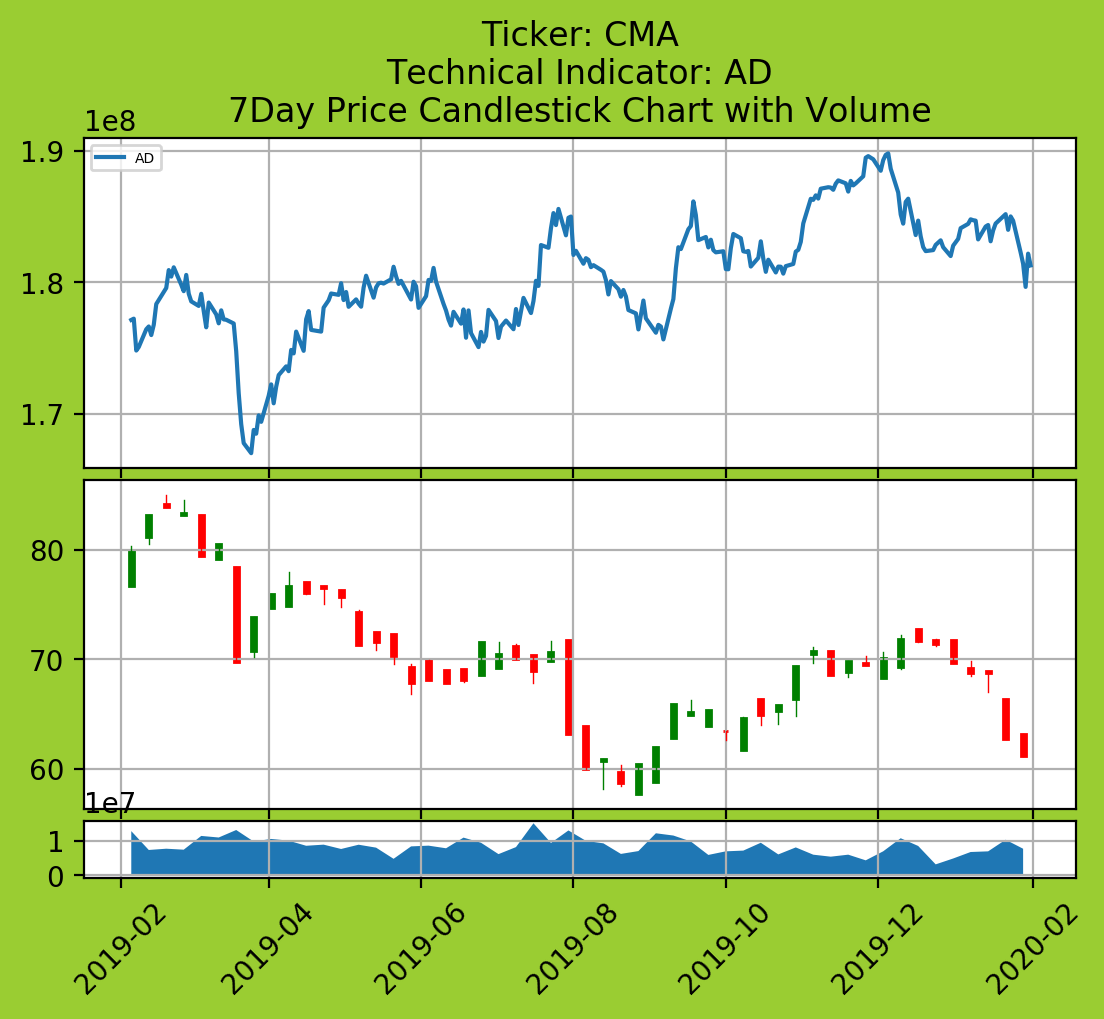 Ticker: CMA
Technical Indicator: AD
7Day Price Candlestick Chart with Volume
1e8
1.9
AD
1.8
1.7
80
70
60
1e7
1
0
2019-02
2019-04
2019-06
2019-08
2019-10
2019-12
2020-02